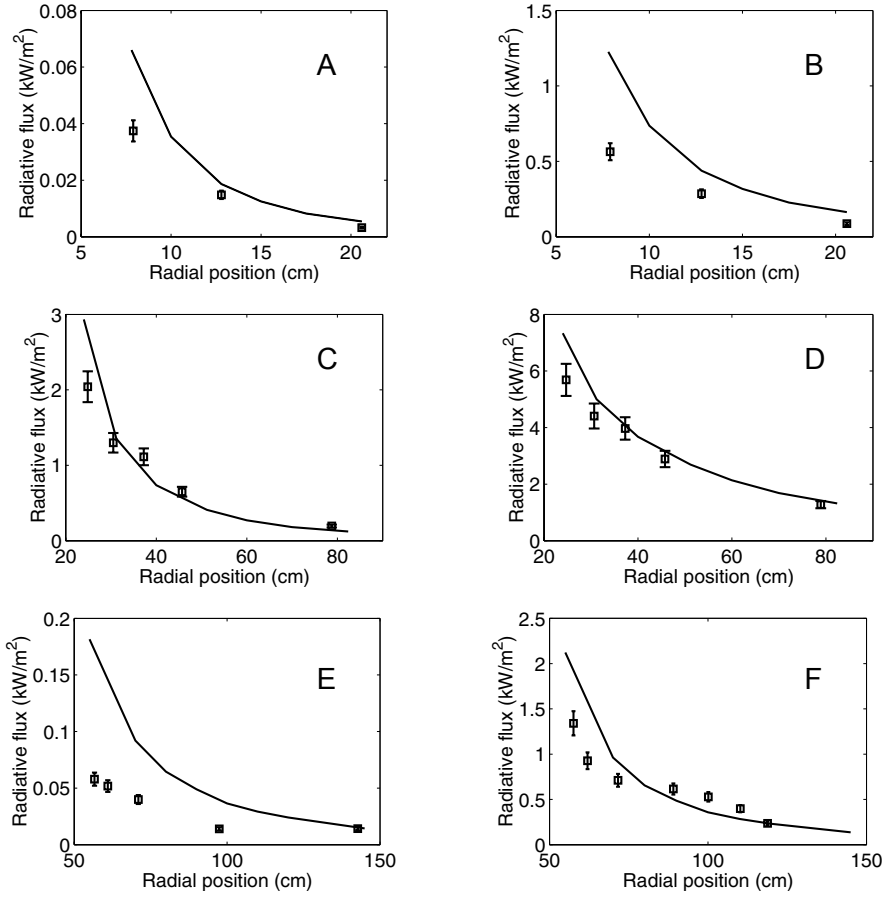 0.08
0.06
0.04
0.02
0
Radiative flux (kW/m²)
A
5
10
15
20
Radial position (cm)
1.5
1
0.5
0
Radiative flux (kW/m²)
B
5
10
15
20
Radial position (cm)
3
2
1
0
Radiative flux (kW/m²)
C
20
40
60
80
Radial position (cm)
8
6
4
2
0
Radiative flux (kW/m²)
D
20
40
60
80
Radial position (cm)
0.2
0.15
0.1
0.05
0
Radiative flux (kW/m²)
E
50
100
150
Radial position (cm)
2.5
2
1.5
1
0.5
0
Radiative flux (kW/m²)
F
50
100
150
Radial position (cm)